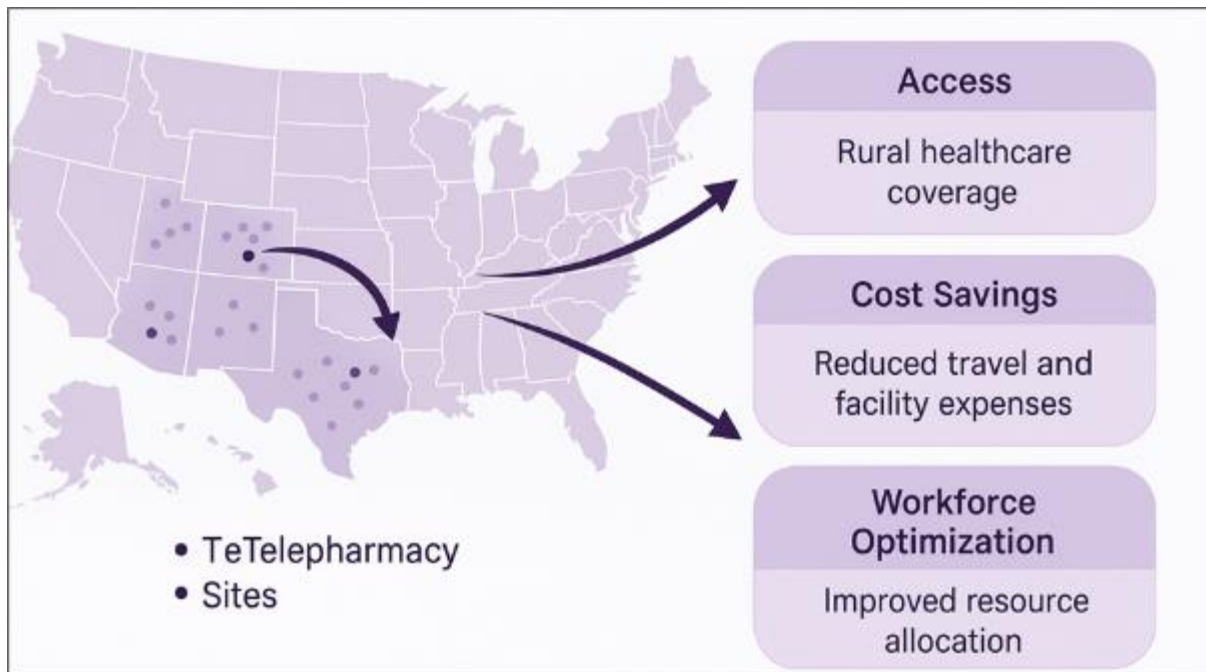 Access
Rural healthcare
coverage
Cost Savings
Reduced travel and
facility expenses
Workforce
Optimization
Improved resource
allocation
• TeTelepharmacy
• Sites